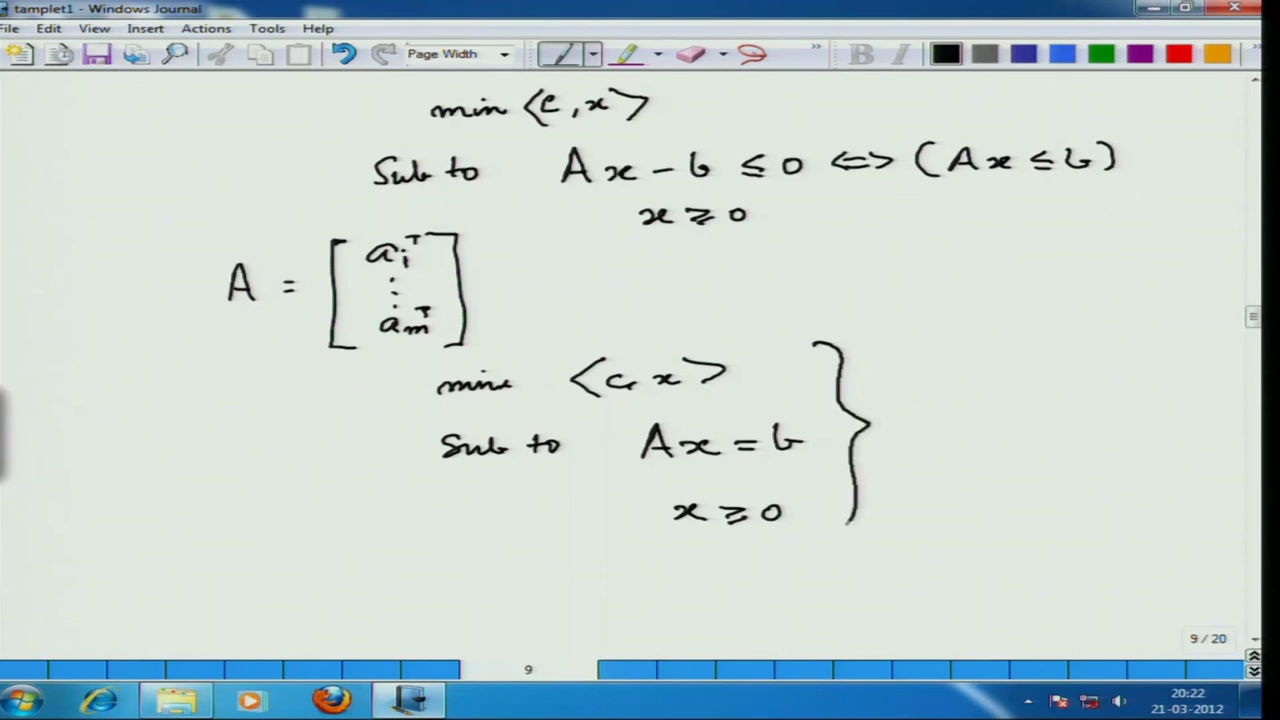 tamplet1 - Windows Journal
File Edit View Insert Actions Tools Help
Page Width
B I
min ⟨c, x⟩
Sub to Ax - b ≤ 0 ⟺ (Ax ≤ b)
x ≥ 0
A = [ a₁ᵀ
⋮
aₘᵀ ]
min ⟨c, x⟩
Sub to Ax = b
x ≥ 0
9 / 20
9
20:22
21-03-2012